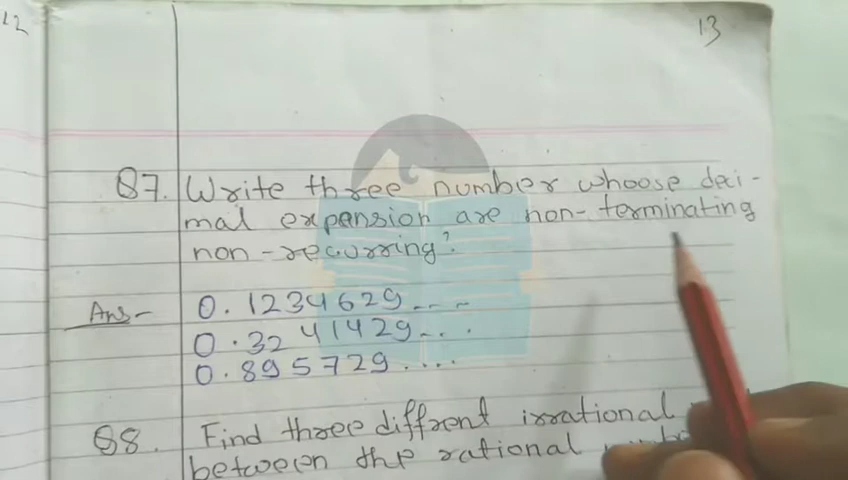 12
13
Q7. Write three number whoose deci-
mal expansion are non-terminating
non-recurring?
Ans- 0.1234629....
0.3241429....
0.895729....
Q8. Find three diffrent irrational
between the rational